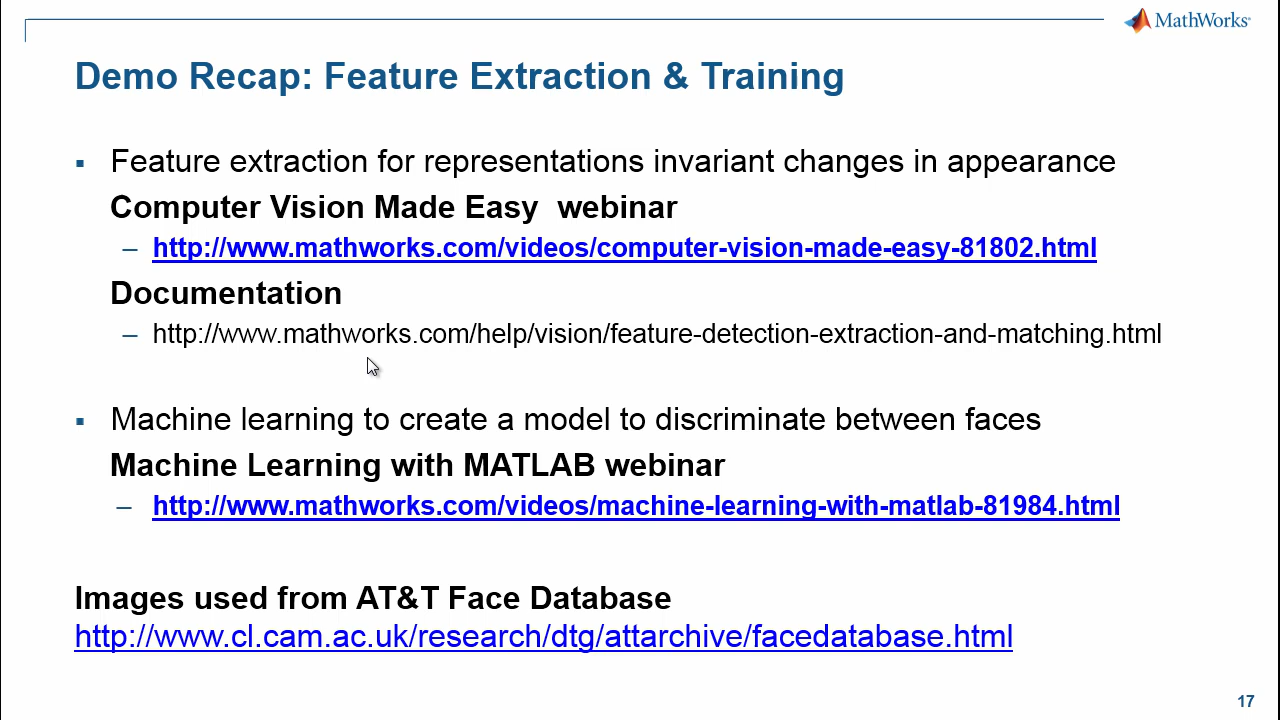 MathWorks®
Demo Recap: Feature Extraction & Training
▪ Feature extraction for representations invariant changes in appearance
Computer Vision Made Easy webinar
– http://www.mathworks.com/videos/computer-vision-made-easy-81802.html
Documentation
– http://www.mathworks.com/help/vision/feature-detection-extraction-and-matching.html
▪ Machine learning to create a model to discriminate between faces
Machine Learning with MATLAB webinar
– http://www.mathworks.com/videos/machine-learning-with-matlab-81984.html
Images used from AT&T Face Database
http://www.cl.cam.ac.uk/research/dtg/attarchive/facedatabase.html
17